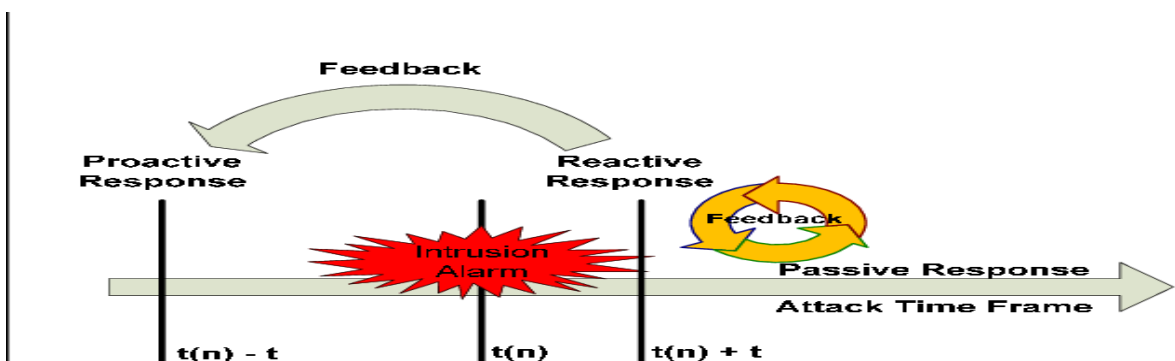 Feedback
Proactive
Response
Reactive
Response
Feedback
Intrusion
Alarm
Passive Response
Attack Time Frame
t(n) - t
t(n)
t(n) + t